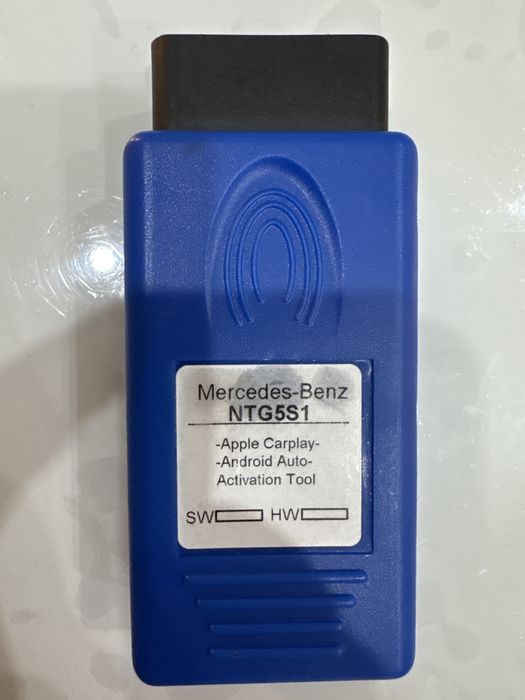 Mercedes-Benz
NTG5S1
-Apple Carplay-
-Android Auto-
Activation Tool
SW HW